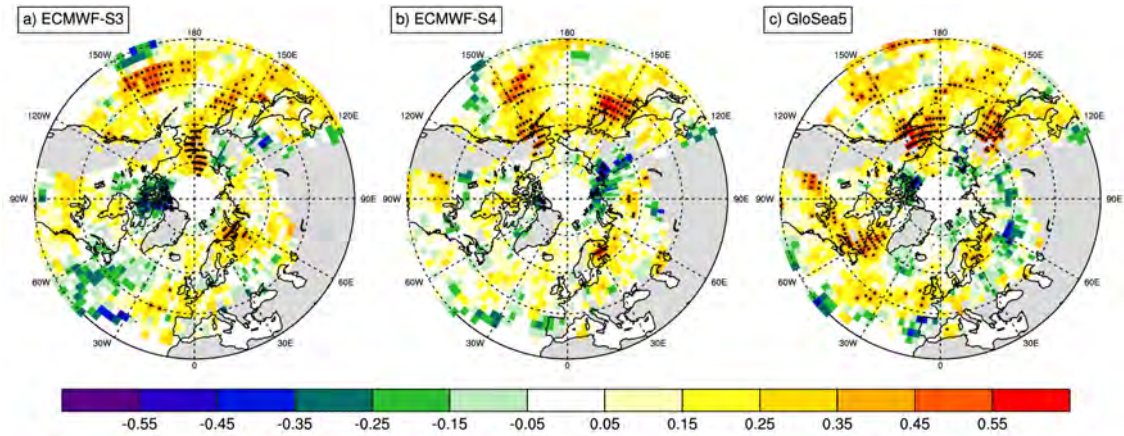 a) ECMWF-S3
b) ECMWF-S4
c) GloSea5
180
150W
150E
120W
120E
90W
90E
60W
60E
30W
30E
0
180
150W
150E
120W
120E
90W
90E
60W
60E
30W
30E
0
180
150W
150E
120W
120E
90W
90E
60W
60E
30W
30E
0
-0.55 -0.45 -0.35 -0.25 -0.15 -0.05 0.05 0.15 0.25 0.35 0.45 0.55